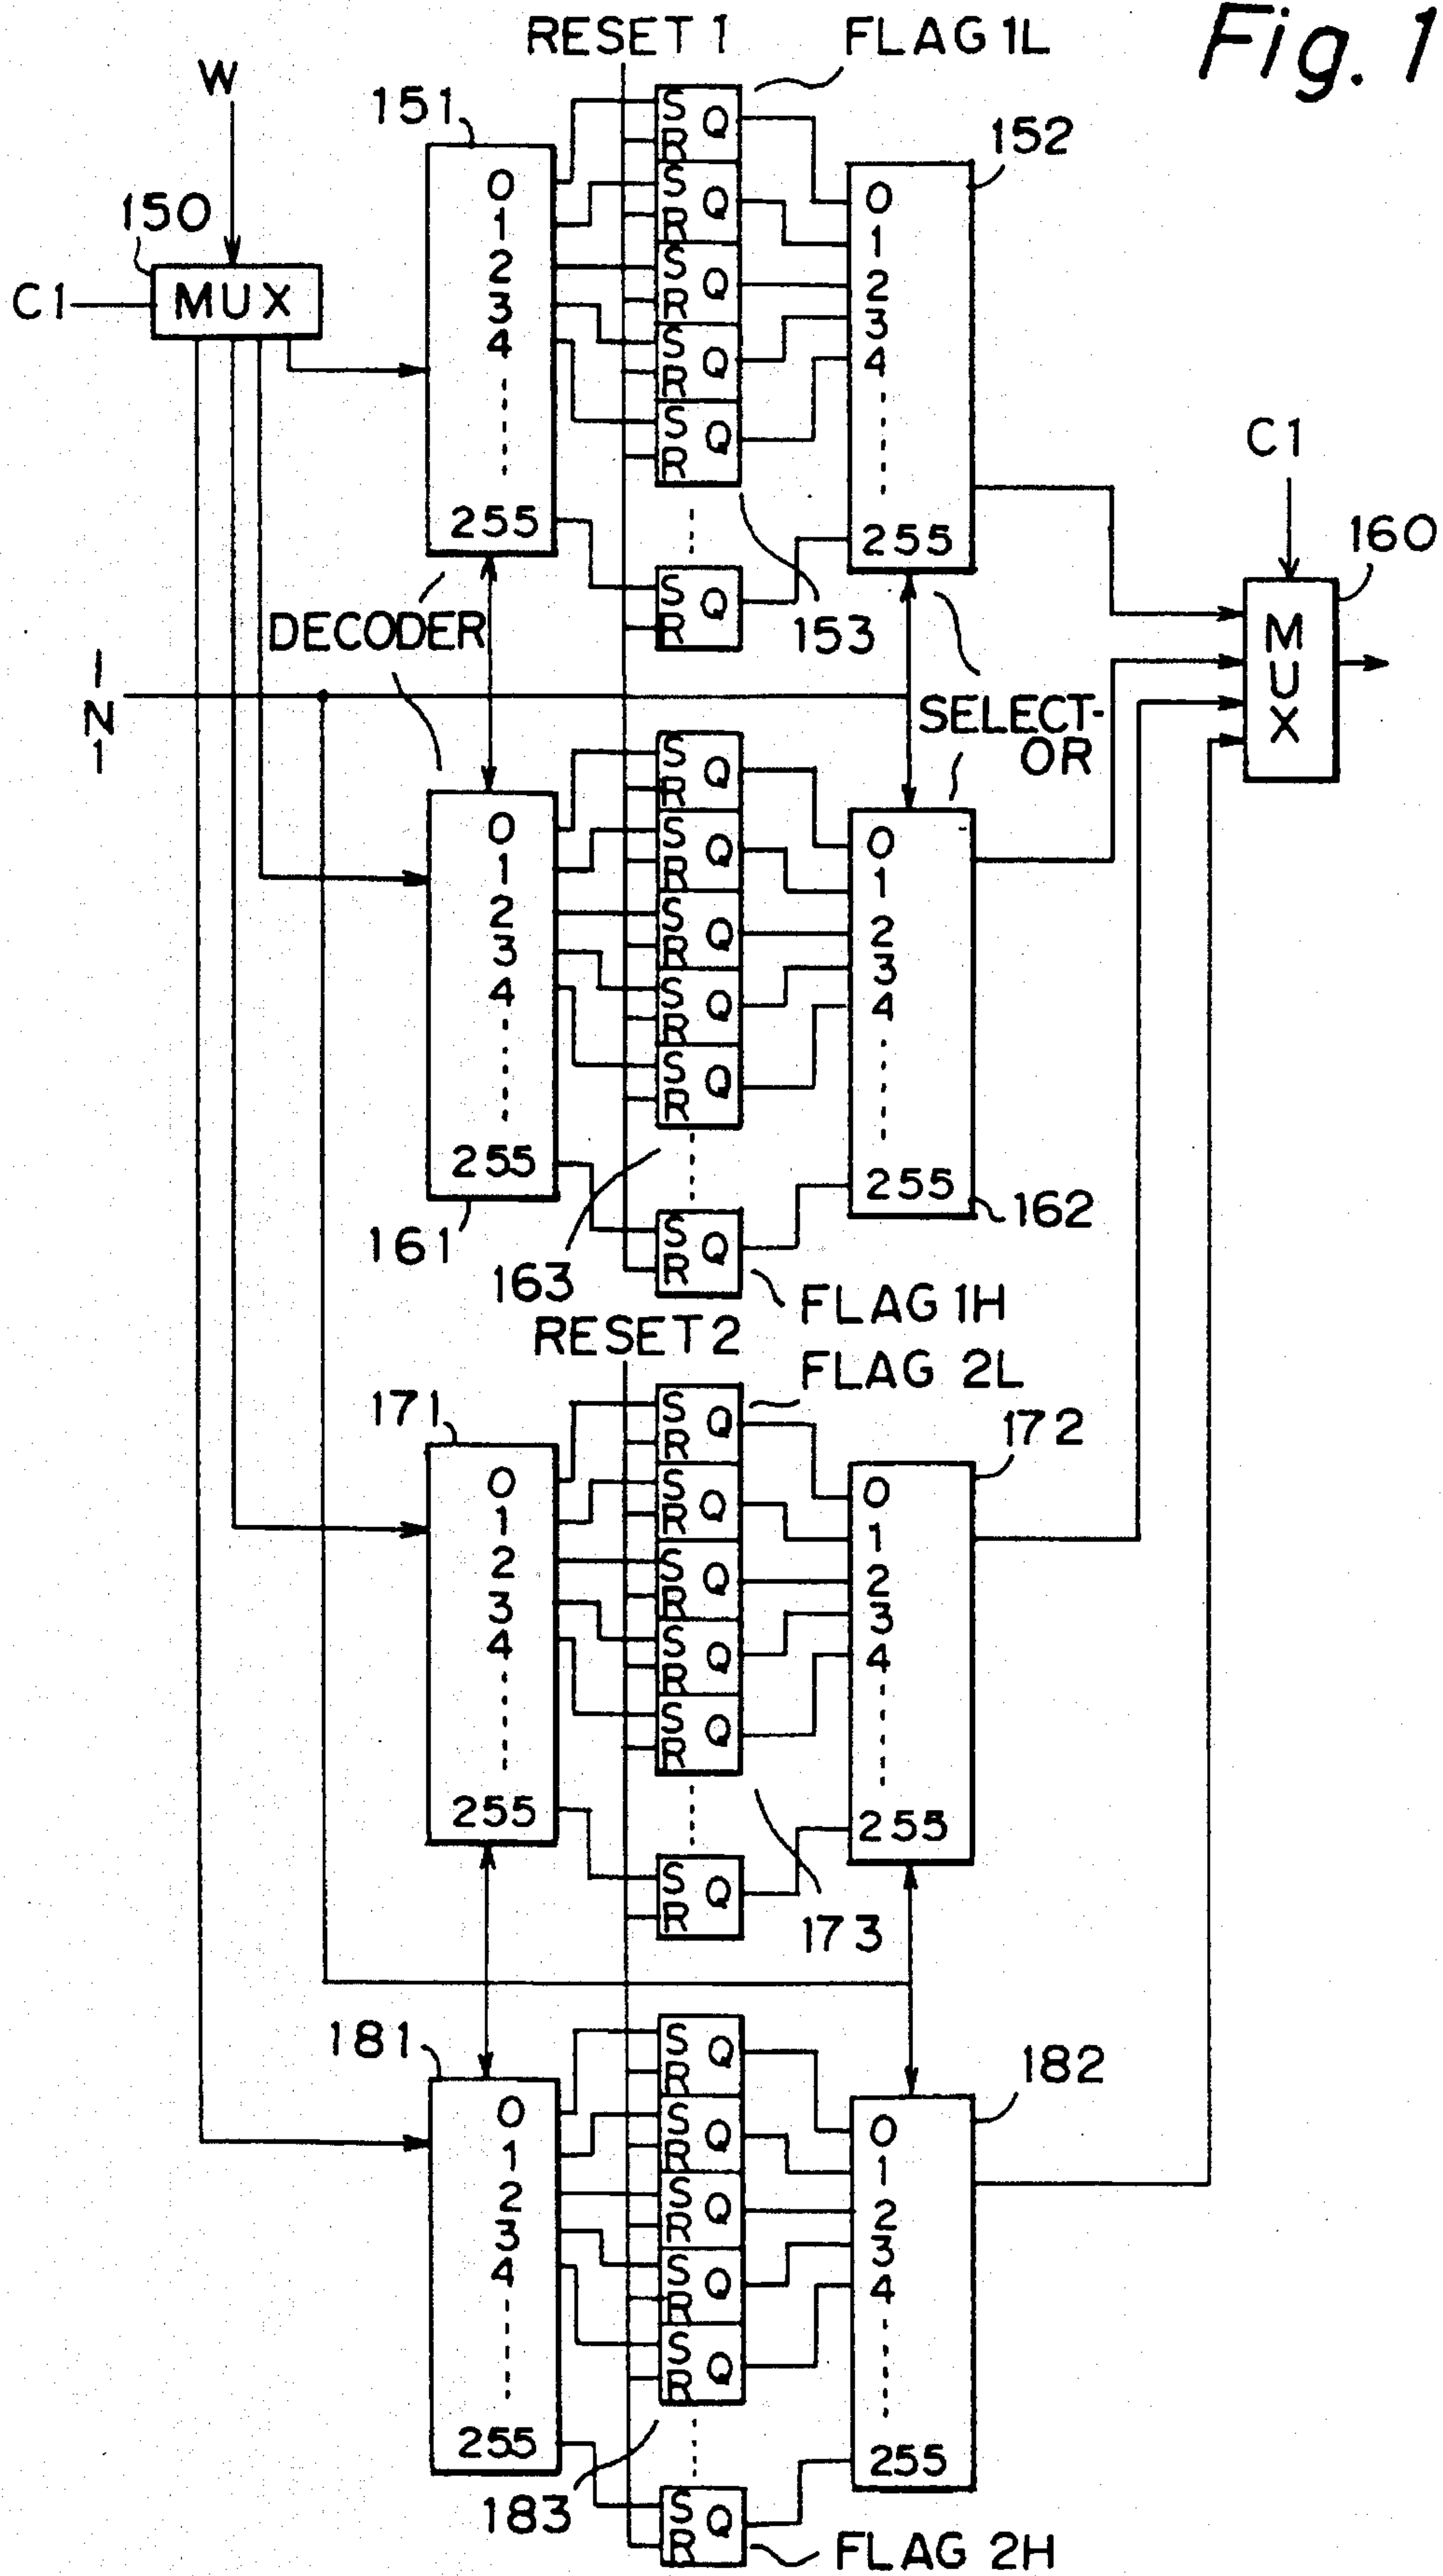 Fig. 1
RESET 1
FLAG 1L
W
150
C1
MUX
151
0
1
2
3
4
255
S
R
Q
S
R
Q
S
R
Q
S
R
Q
S
R
Q
S
R
Q
152
0
1
2
3
4
255
153
C1
160
MUX
DECODER
SELECT-
OR
I
N
1
0
1
2
3
4
255
161
S
R
Q
S
R
Q
S
R
Q
S
R
Q
S
R
Q
S
R
Q
163
0
1
2
3
4
255
162
FLAG 1H
RESET 2
FLAG 2L
171
0
1
2
3
4
255
S
R
Q
S
R
Q
S
R
Q
S
R
Q
S
R
Q
S
R
Q
172
0
1
2
3
4
255
173
181
0
1
2
3
4
255
S
R
Q
S
R
Q
S
R
Q
S
R
Q
S
R
Q
S
R
Q
182
0
1
2
3
4
255
183
FLAG 2H